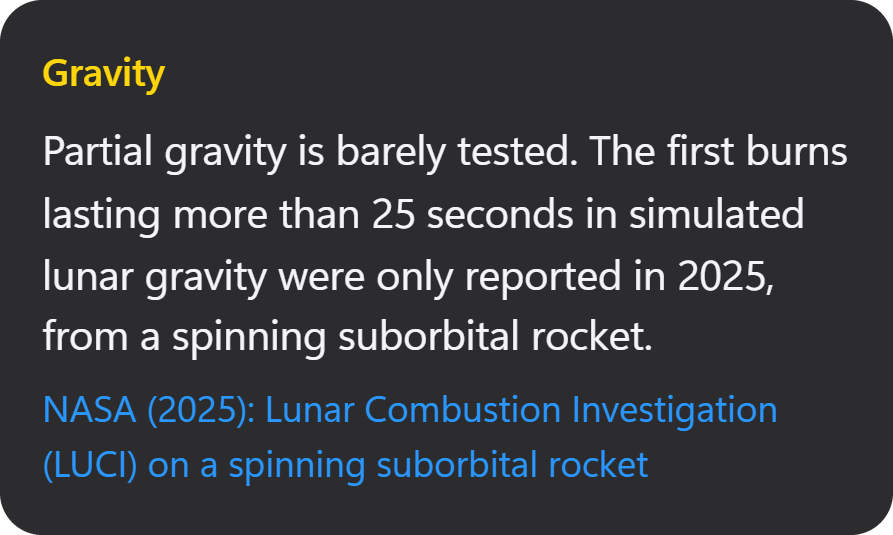 Gravity
Partial gravity is barely tested. The first burns
lasting more than 25 seconds in simulated
lunar gravity were only reported in 2025,
from a spinning suborbital rocket.
NASA (2025): Lunar Combustion Investigation
(LUCI) on a spinning suborbital rocket